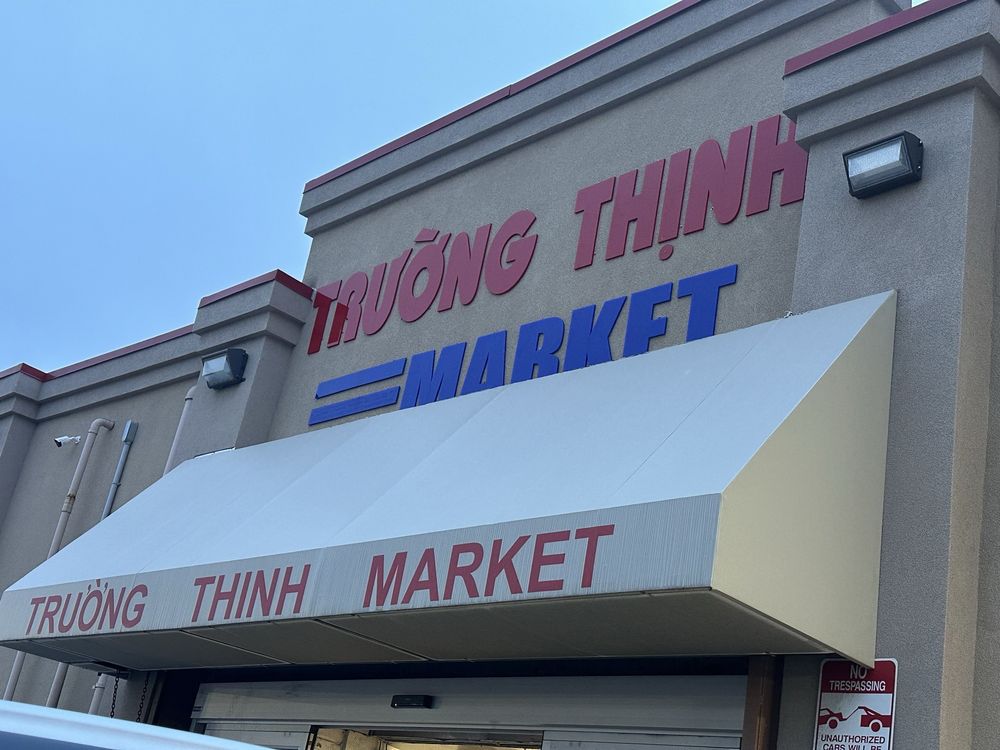 TRƯỜNG THỊNH
MARKET
TRƯỜNG THINH MARKET
NO
TRESPASSING
UNAUTHORIZED
CARS WILL BE